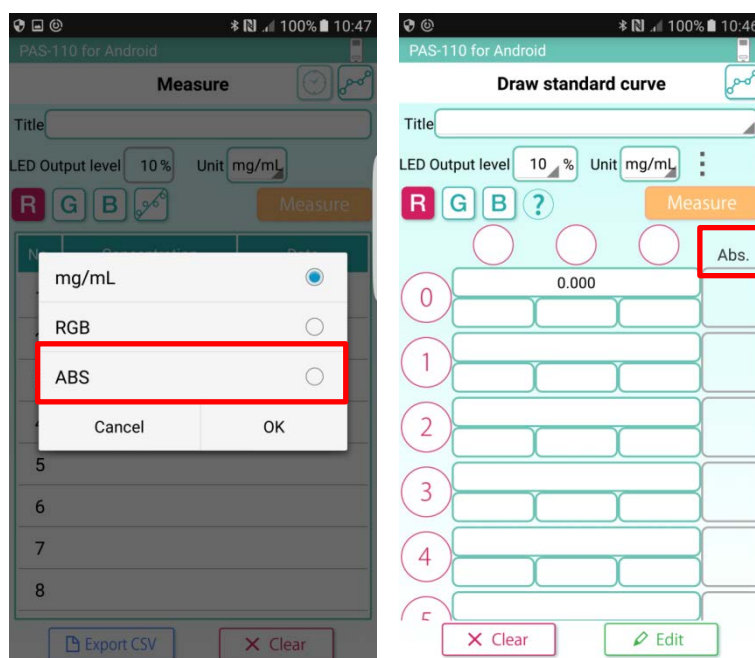 100% 10:47
PAS-110 for Android
Measure
Title
LED Output level 10 % Unit mg/mL
R G B Measure
No. Concentration Date
mg/mL
RGB
ABS
Cancel OK
5
6
7
8
Export CSV Clear
100% 10:46
PAS-110 for Android
Draw standard curve
Title
LED Output level 10 % Unit mg/mL
R G B ? Measure
Abs.
0 0.000
1
2
3
4
5
Clear Edit